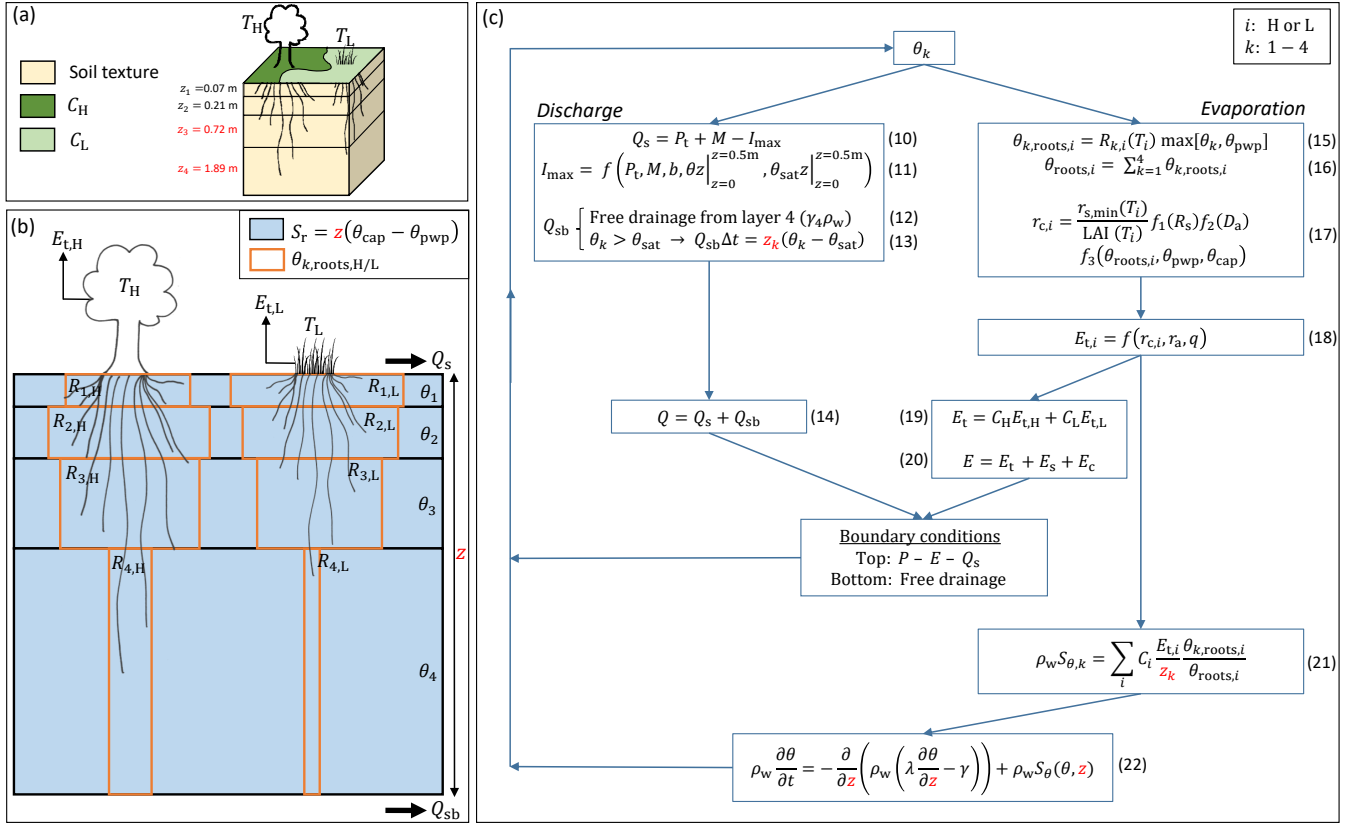 (a)
T_H
T_L
Soil texture
C_H
C_L
z_1 = 0.07 m
z_2 = 0.21 m
z_3 = 0.72 m
z_4 = 1.89 m
(b)
S_r = z(θ_cap − θ_pwp)
θ_k,roots,H/L
E_t,H
T_H
E_t,L
T_L
Q_s
R_1,H
R_1,L
θ_1
R_2,H
R_2,L
θ_2
R_3,H
R_3,L
θ_3
z
R_4,H
R_4,L
θ_4
Q_sb
(c)
i: H or L
k: 1 − 4
θ_k
Discharge
Q_s = P_t + M − I_max (10)
I_max = f(P_t, M, b, θz|_{z=0}^{z=0.5m}, θ_sat z|_{z=0}^{z=0.5m}) (11)
Q_sb { Free drainage from layer 4 (γ_4ρ_w) (12)
θ_k > θ_sat → Q_sbΔt = z_k(θ_k − θ_sat) (13)
Evaporation
θ_k,roots,i = R_k,i(T_i) max[θ_k, θ_pwp] (15)
θ_roots,i = ∑_{k=1}^{4} θ_k,roots,i (16)
r_c,i = r_s,min(T_i) / LAI (T_i) f_1(R_s)f_2(D_a) (17)
f_3(θ_roots,i, θ_pwp, θ_cap)
E_t,i = f(r_c,i, r_a, q) (18)
Q = Q_s + Q_sb (14)
(19) E_t = C_H E_t,H + C_L E_t,L
(20) E = E_t + E_s + E_c
Boundary conditions
Top: P − E − Q_s
Bottom: Free drainage
ρ_w S_θ,k = ∑_i C_i (E_t,i / z_k) (θ_k,roots,i / θ_roots,i) (21)
ρ_w ∂θ/∂t = − ∂/∂z (ρ_w (λ ∂θ/∂z − γ)) + ρ_w S_θ(θ, z) (22)